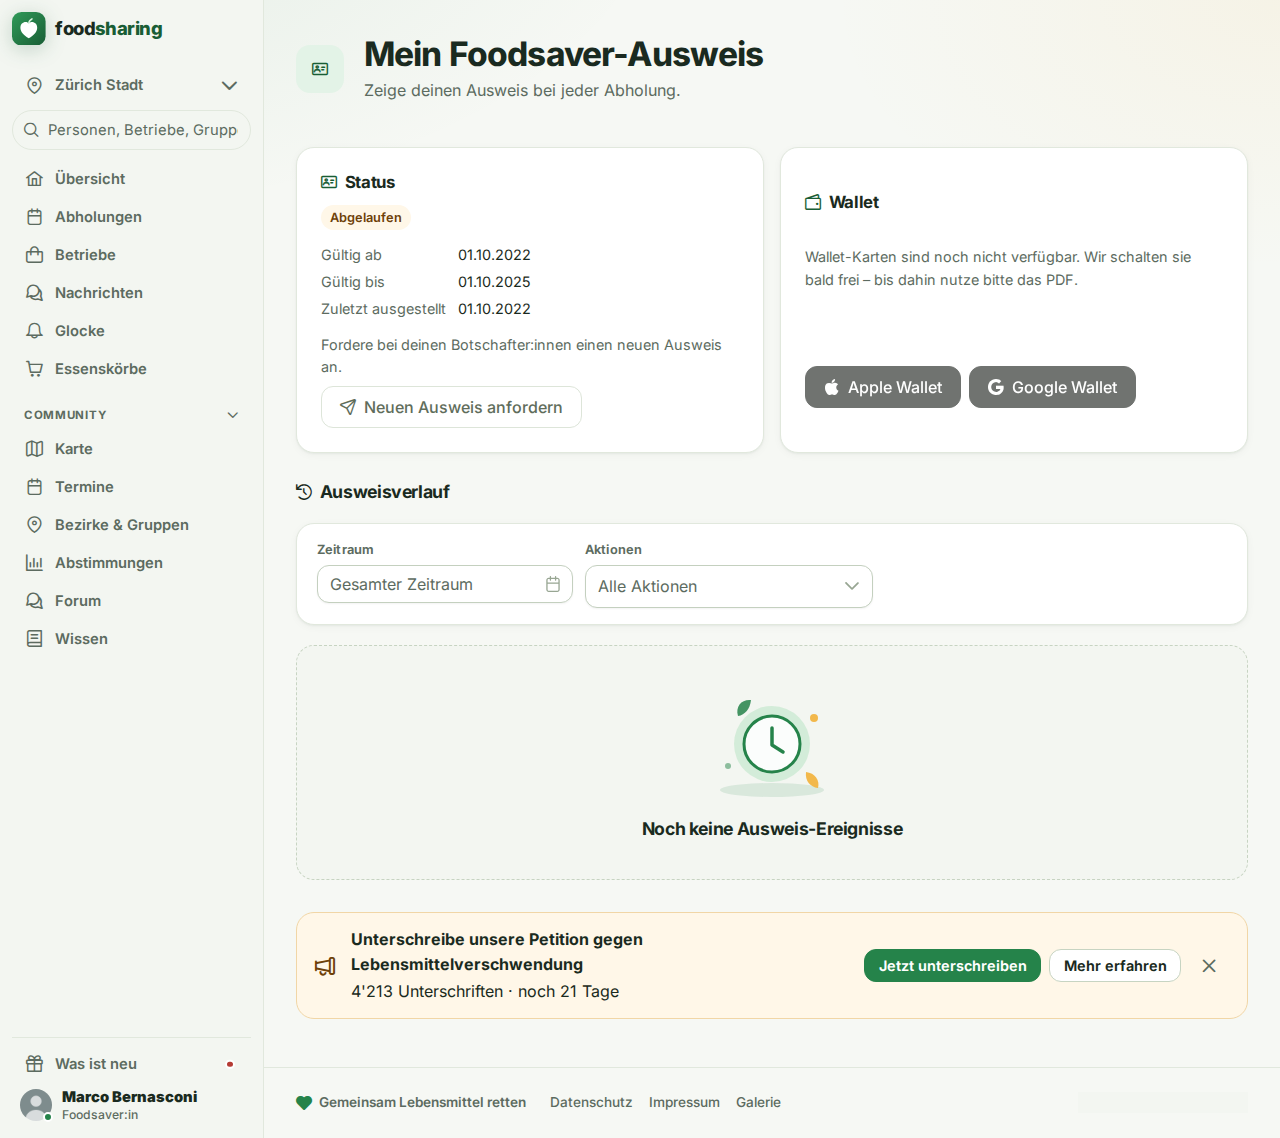 foodsharing
Zürich Stadt
Personen, Betriebe, Grupp
Übersicht
Abholungen
Betriebe
Nachrichten
Glocke
Essenskörbe
COMMUNITY
Karte
Termine
Bezirke & Gruppen
Abstimmungen
Forum
Wissen
Was ist neu
Marco Bernasconi
Foodsaver:in
Mein Foodsaver-Ausweis
Zeige deinen Ausweis bei jeder Abholung.
Status
Abgelaufen
Gültig ab 01.10.2022
Gültig bis 01.10.2025
Zuletzt ausgestellt 01.10.2022
Fordere bei deinen Botschafter:innen einen neuen Ausweis
an.
Neuen Ausweis anfordern
Wallet
Wallet-Karten sind noch nicht verfügbar. Wir schalten sie
bald frei – bis dahin nutze bitte das PDF.
Apple Wallet Google Wallet
Ausweisverlauf
Zeitraum Aktionen
Gesamter Zeitraum Alle Aktionen
Noch keine Ausweis-Ereignisse
Unterschreibe unsere Petition gegen
Lebensmittelverschwendung
4'213 Unterschriften · noch 21 Tage
Jetzt unterschreiben Mehr erfahren
Gemeinsam Lebensmittel retten Datenschutz Impressum Galerie